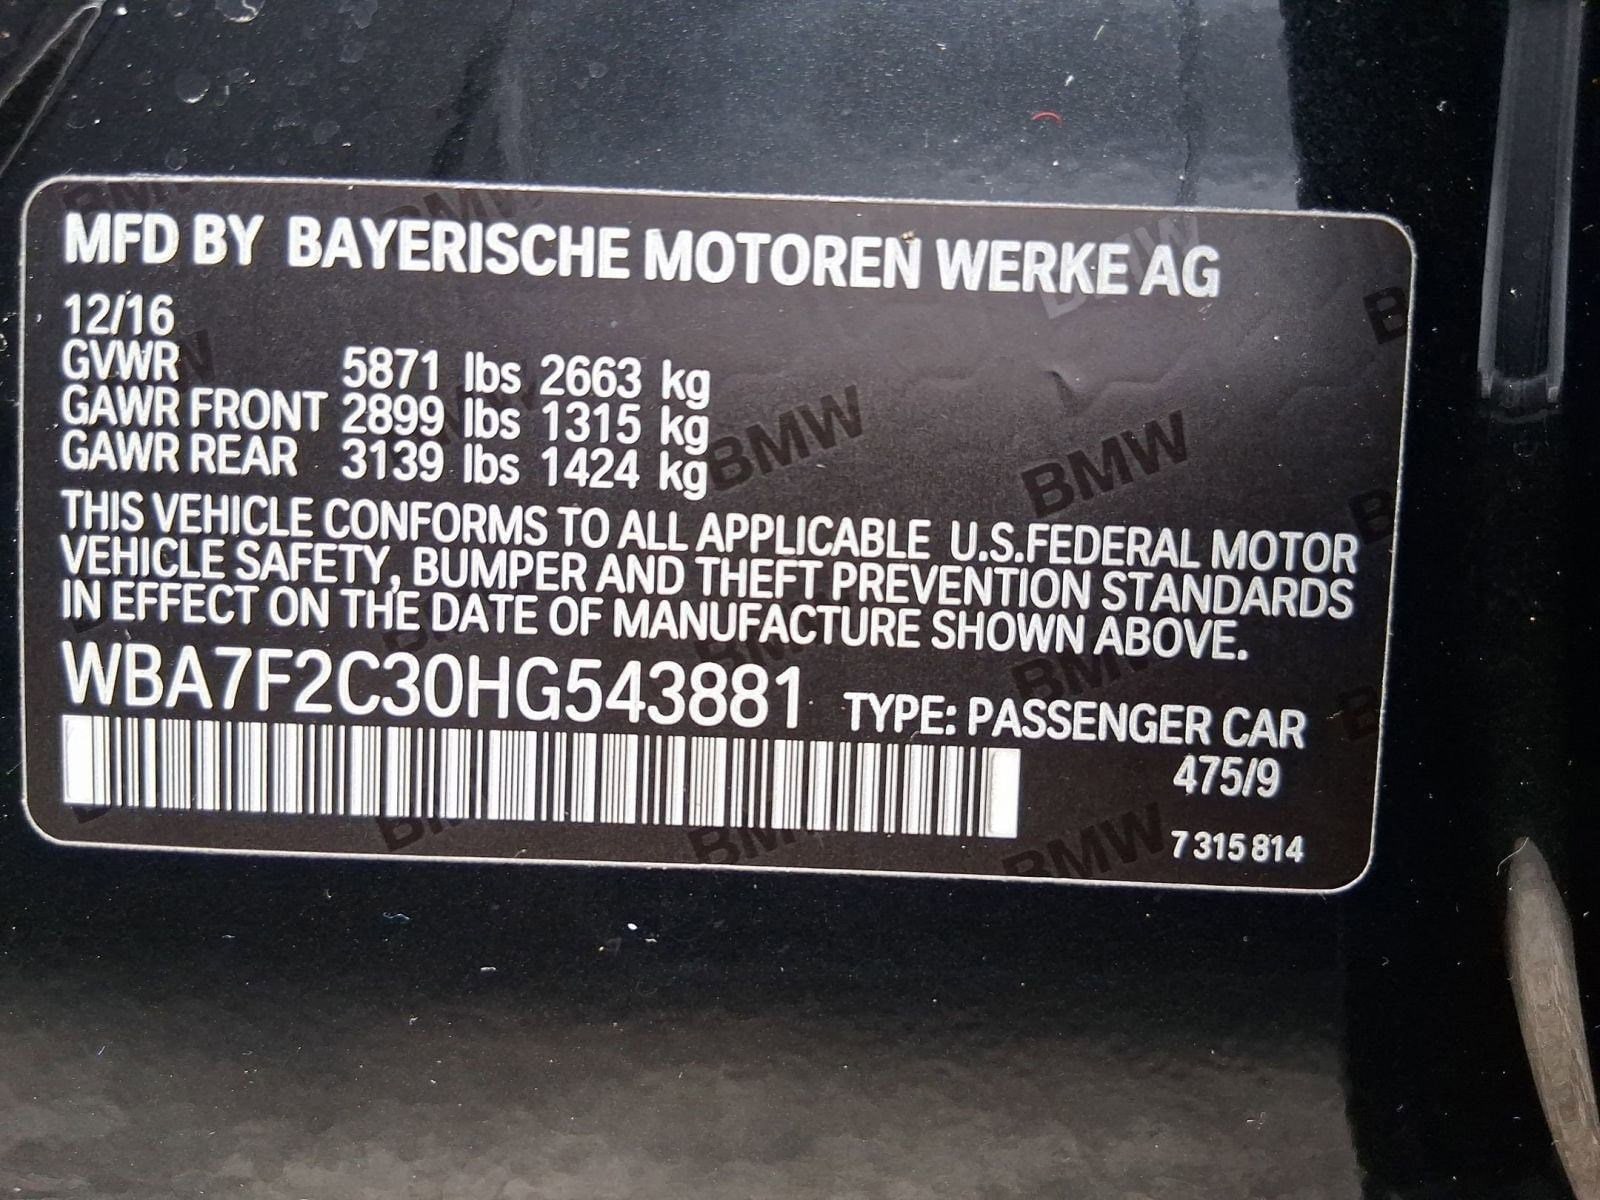 MFD BY BAYERISCHE MOTOREN WERKE AG
12/16
GVWR 5871 lbs 2663 kg
GAWR FRONT 2899 lbs 1315 kg
GAWR REAR 3139 lbs 1424 kg
THIS VEHICLE CONFORMS TO ALL APPLICABLE U.S.FEDERAL MOTOR
VEHICLE SAFETY, BUMPER AND THEFT PREVENTION STANDARDS
IN EFFECT ON THE DATE OF MANUFACTURE SHOWN ABOVE.
WBA7F2C30HG543881 TYPE: PASSENGER CAR
475/9
7 315 814